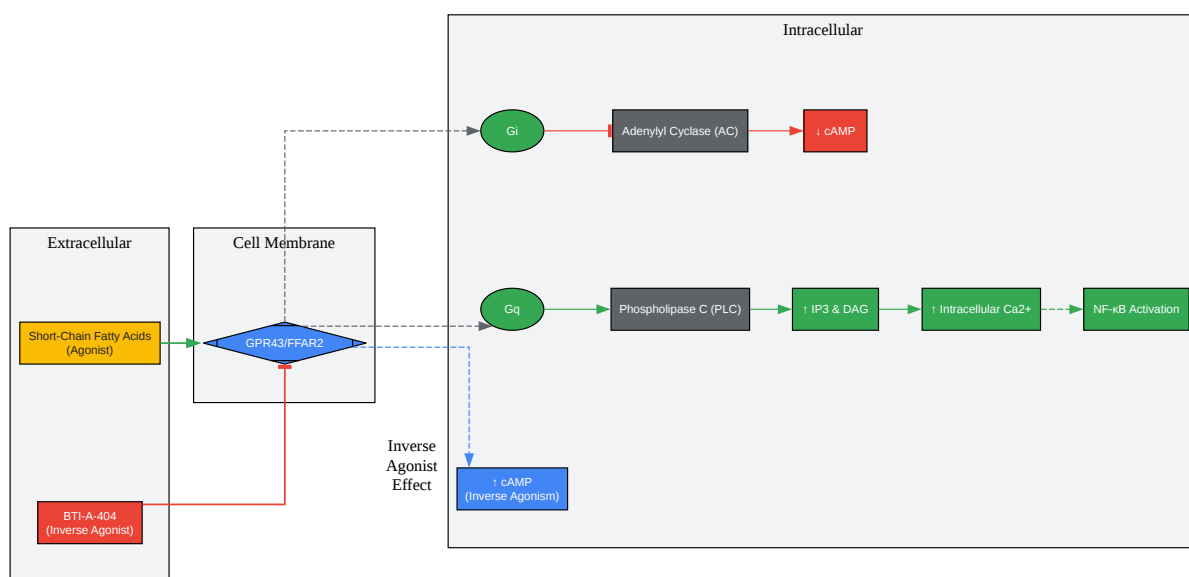 Intracellular
Gi
Adenylyl Cyclase (AC)
↓ cAMP
Extracellular
Cell Membrane
Short-Chain Fatty Acids
(Agonist)
GPR43/FFAR2
Gq
Phospholipase C (PLC)
↑ IP3 & DAG
↑ Intracellular Ca2+
NF-κB Activation
Inverse
Agonist
Effect
↑ cAMP
(Inverse Agonism)
BTI-A-404
(Inverse Agonist)